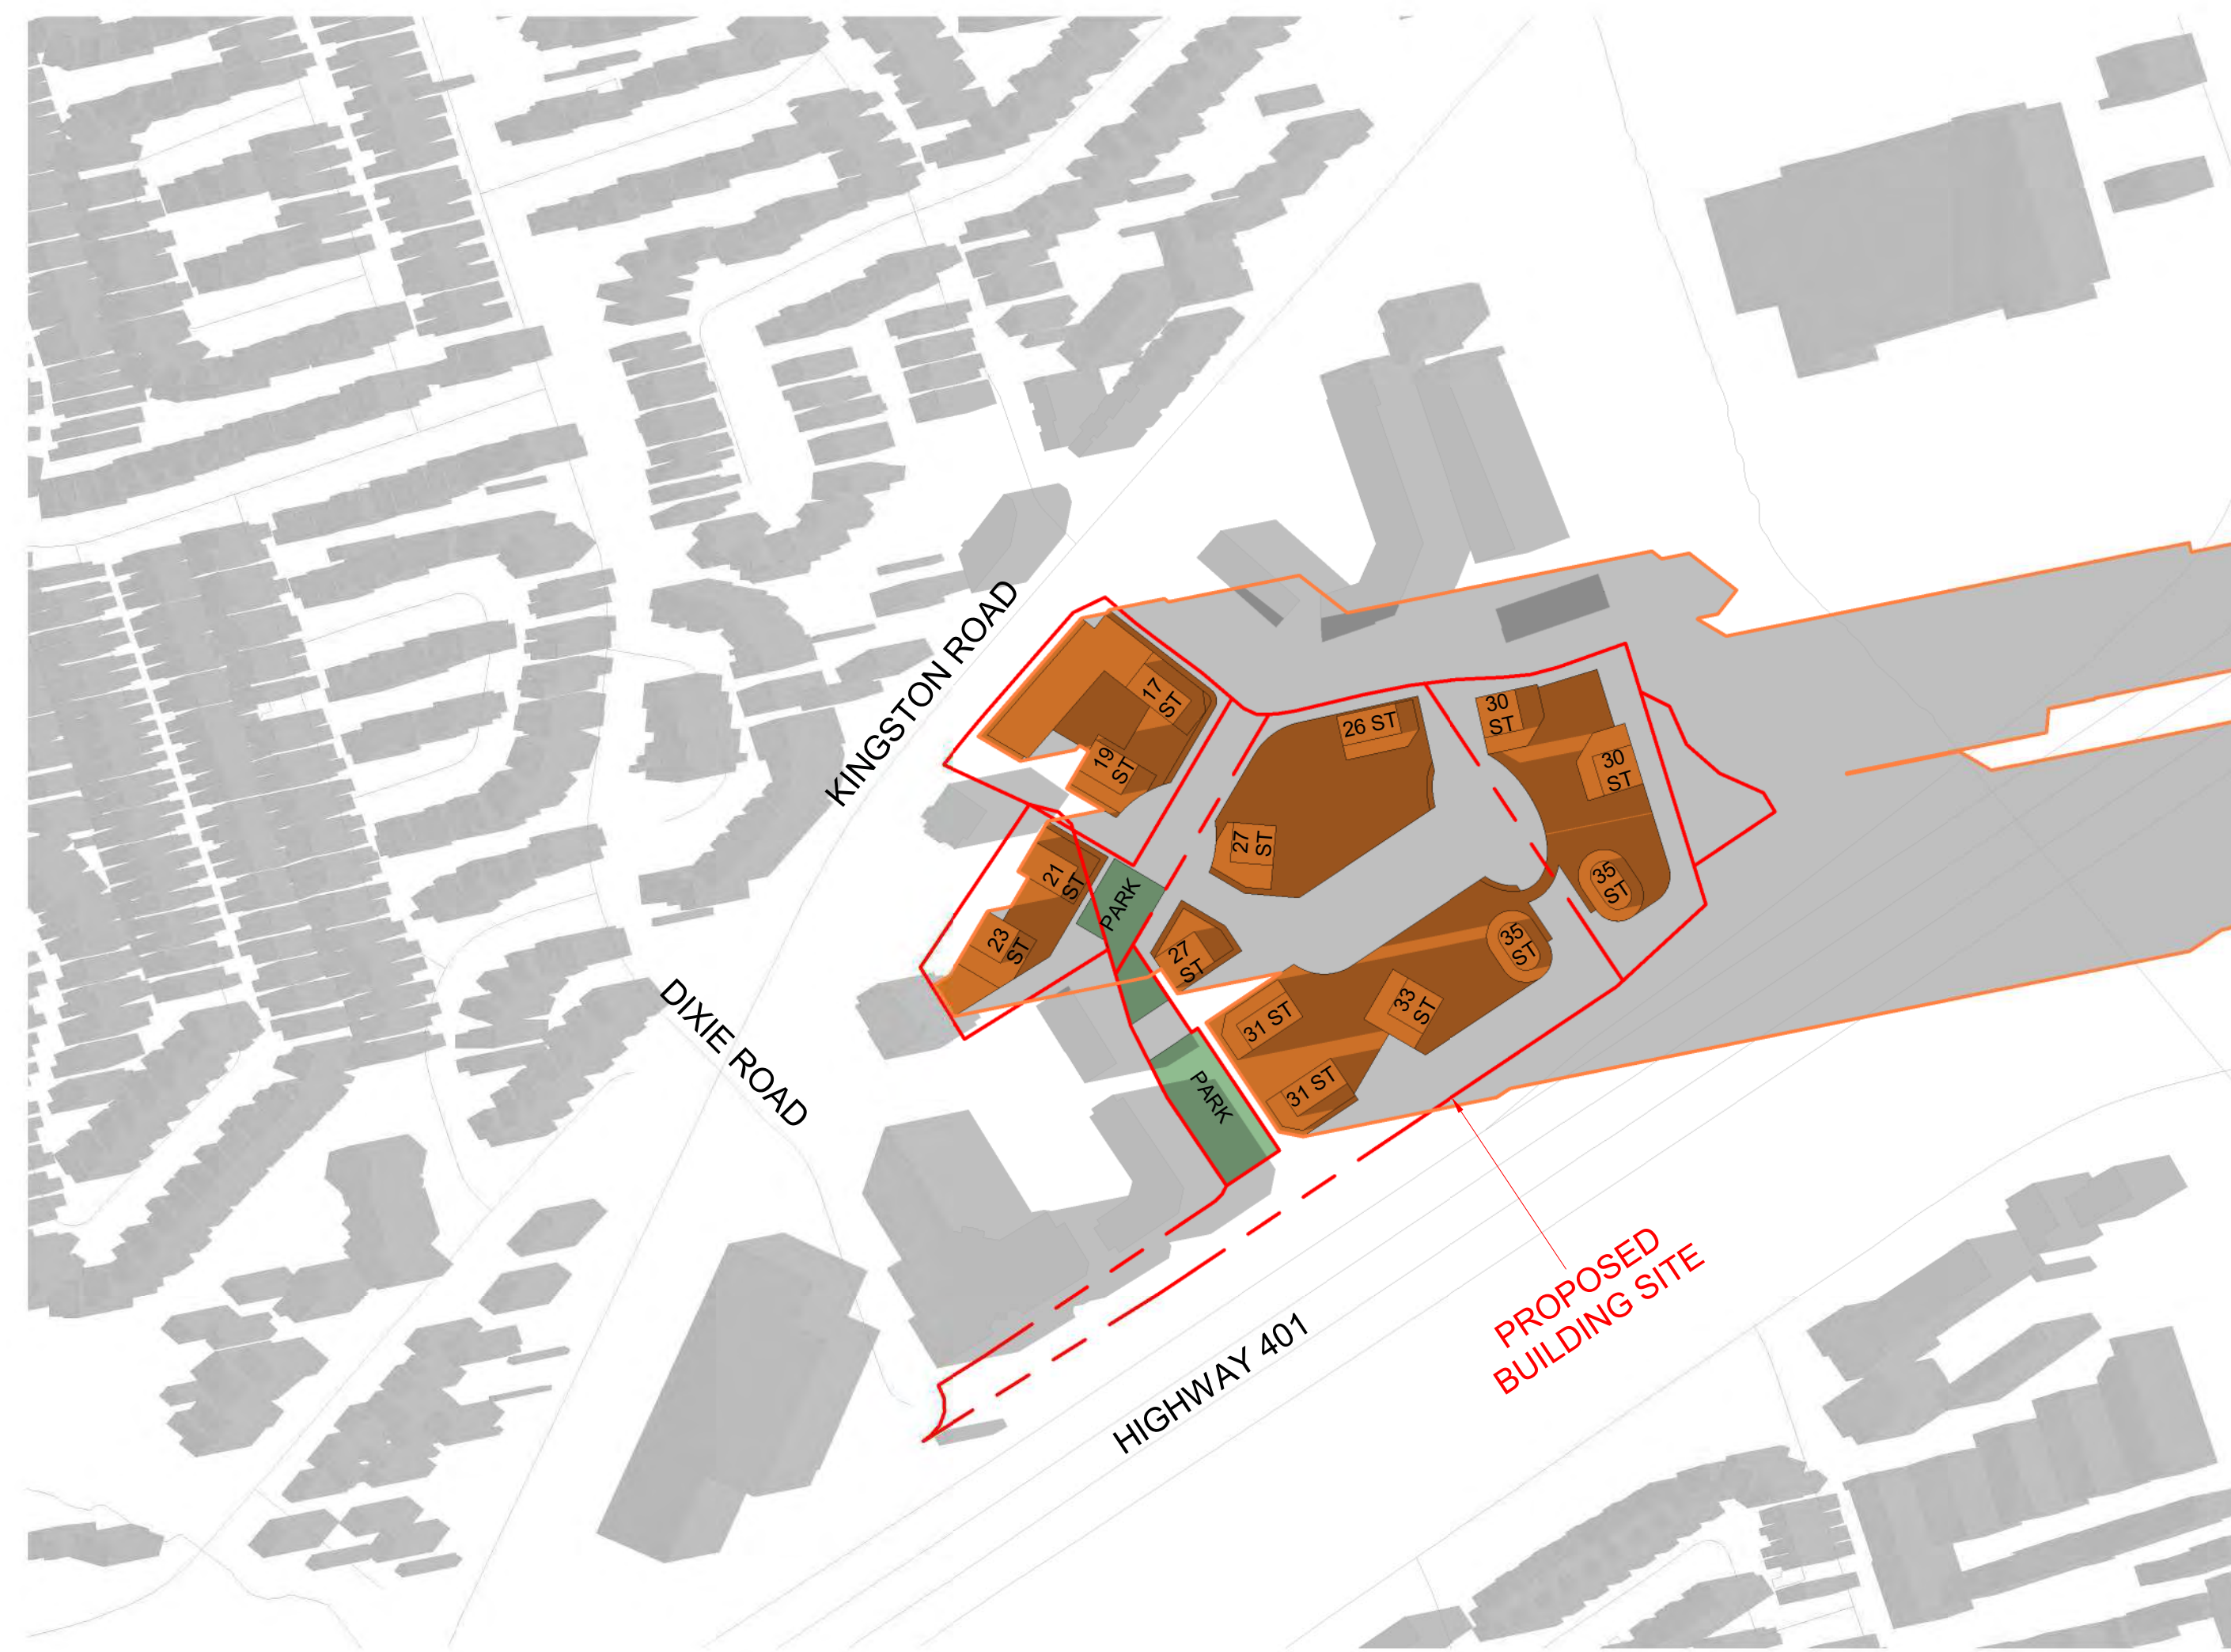 KINGSTON ROAD
17
ST
19
ST
26 ST
30
ST
30
ST
27
ST
21
ST
PARK
35
ST
23
ST
27
ST
35
ST
31 ST
33
ST
PARK
31 ST
DIXIE ROAD
PROPOSED
BUILDING SITE
HIGHWAY 401